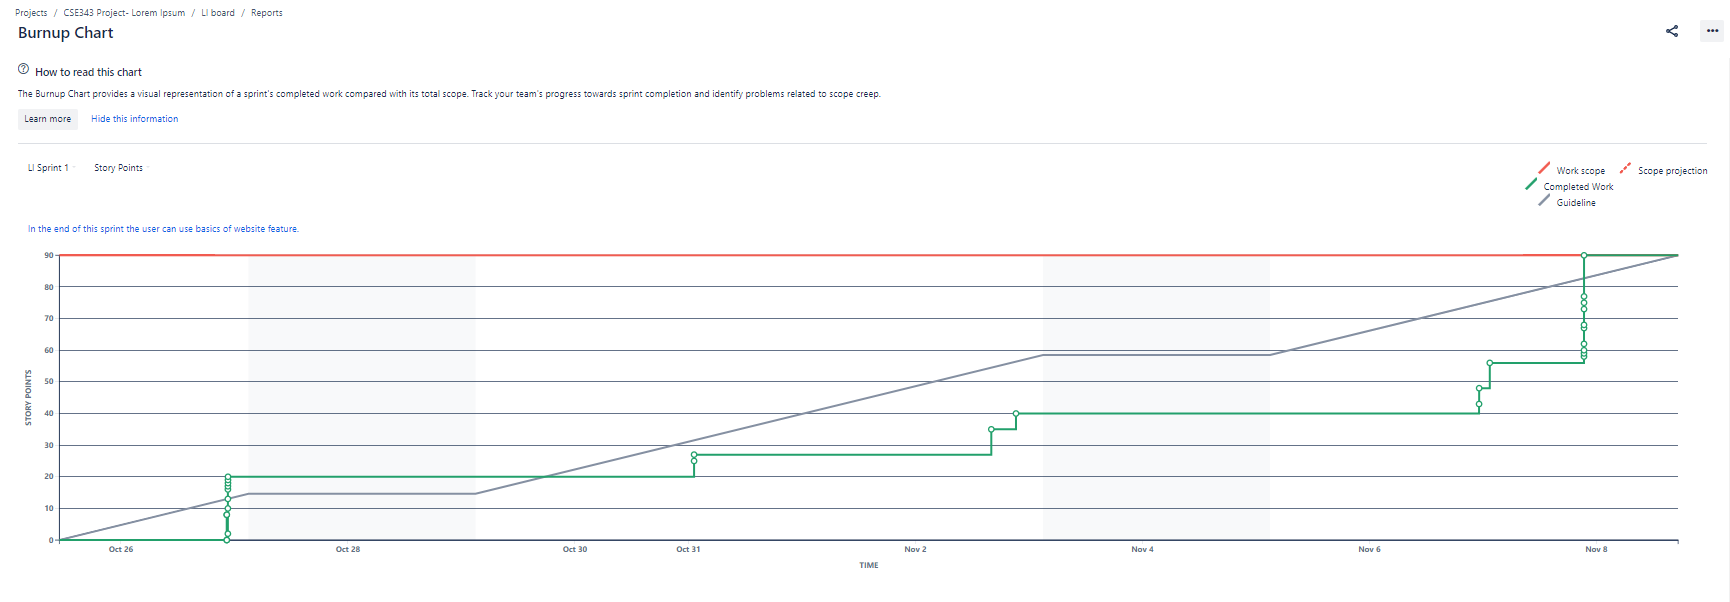 Projects / CSE343 Project- Lorem Ipsum / LI board / Reports
Burnup Chart
How to read this chart
The Burnup Chart provides a visual representation of a sprint's completed work compared with its total scope. Track your team's progress towards sprint completion and identify problems related to scope creep.
Learn more Hide this information
LI Sprint 1 Story Points
Work scope Scope projection
Completed Work
Guideline
In the end of this sprint the user can use basics of website feature.
90
80
70
60
50
40
30
20
10
0
STORY POINTS
Oct 26 Oct 28 Oct 30 Oct 31 Nov 2 Nov 4 Nov 6 Nov 8
TIME